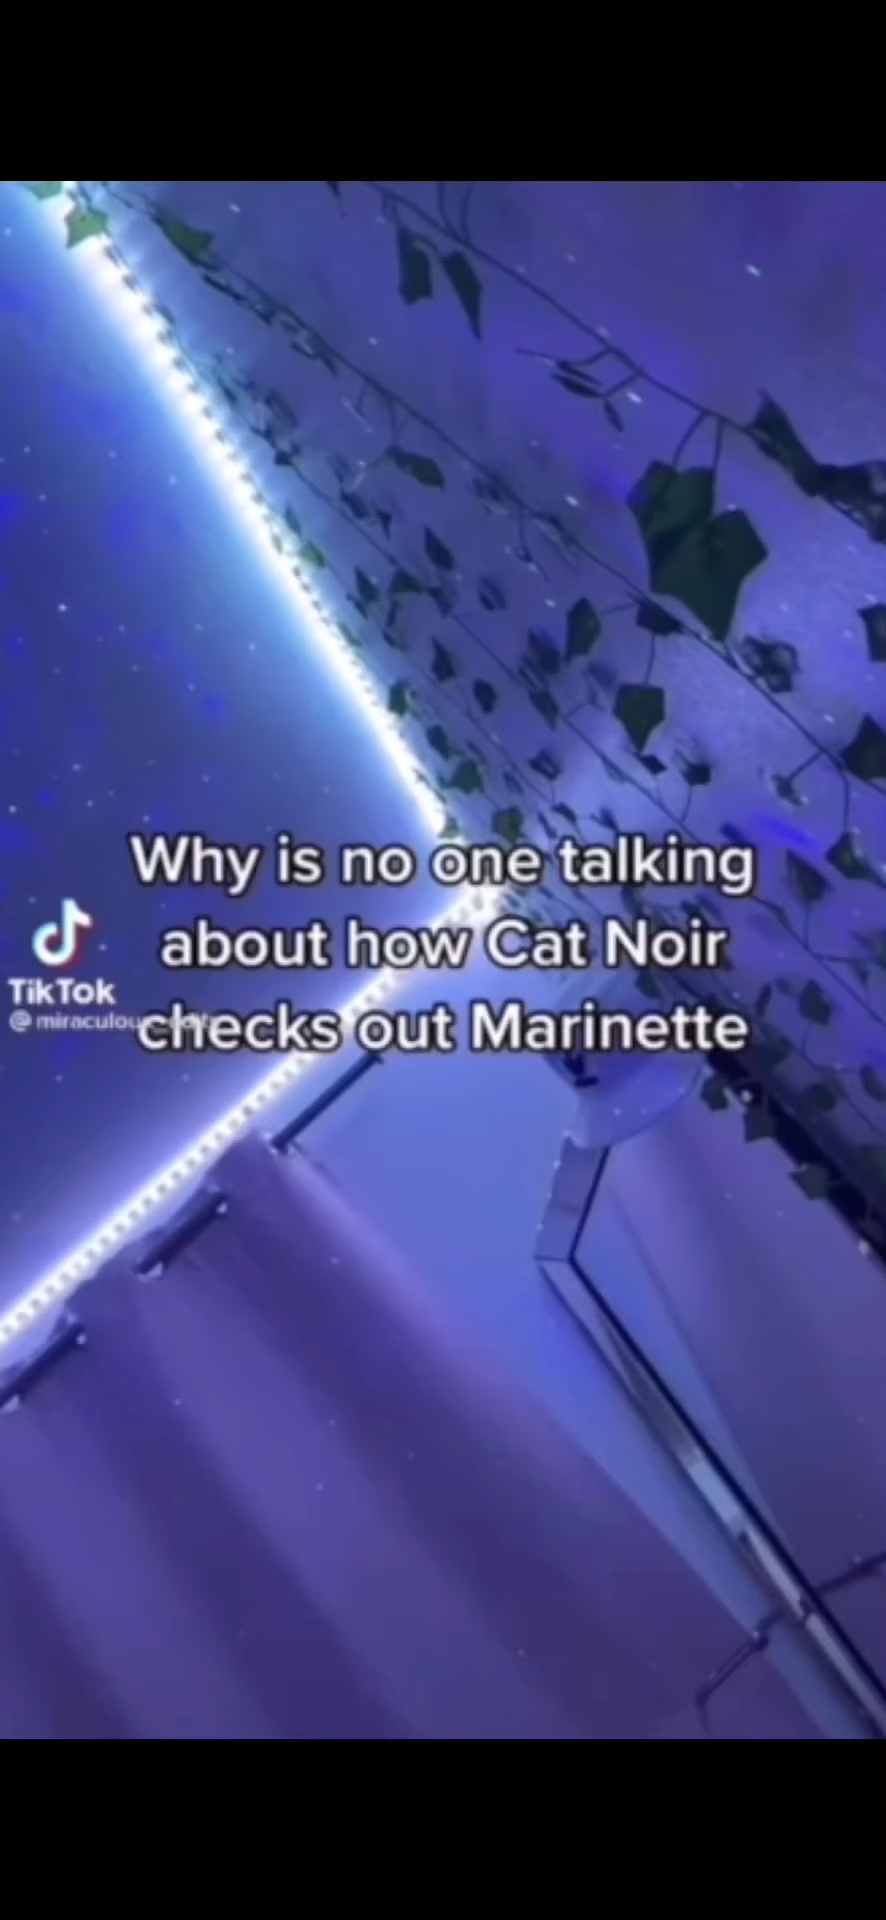 Why is no one talking
about how Cat Noir
checks out Marinette
TikTok